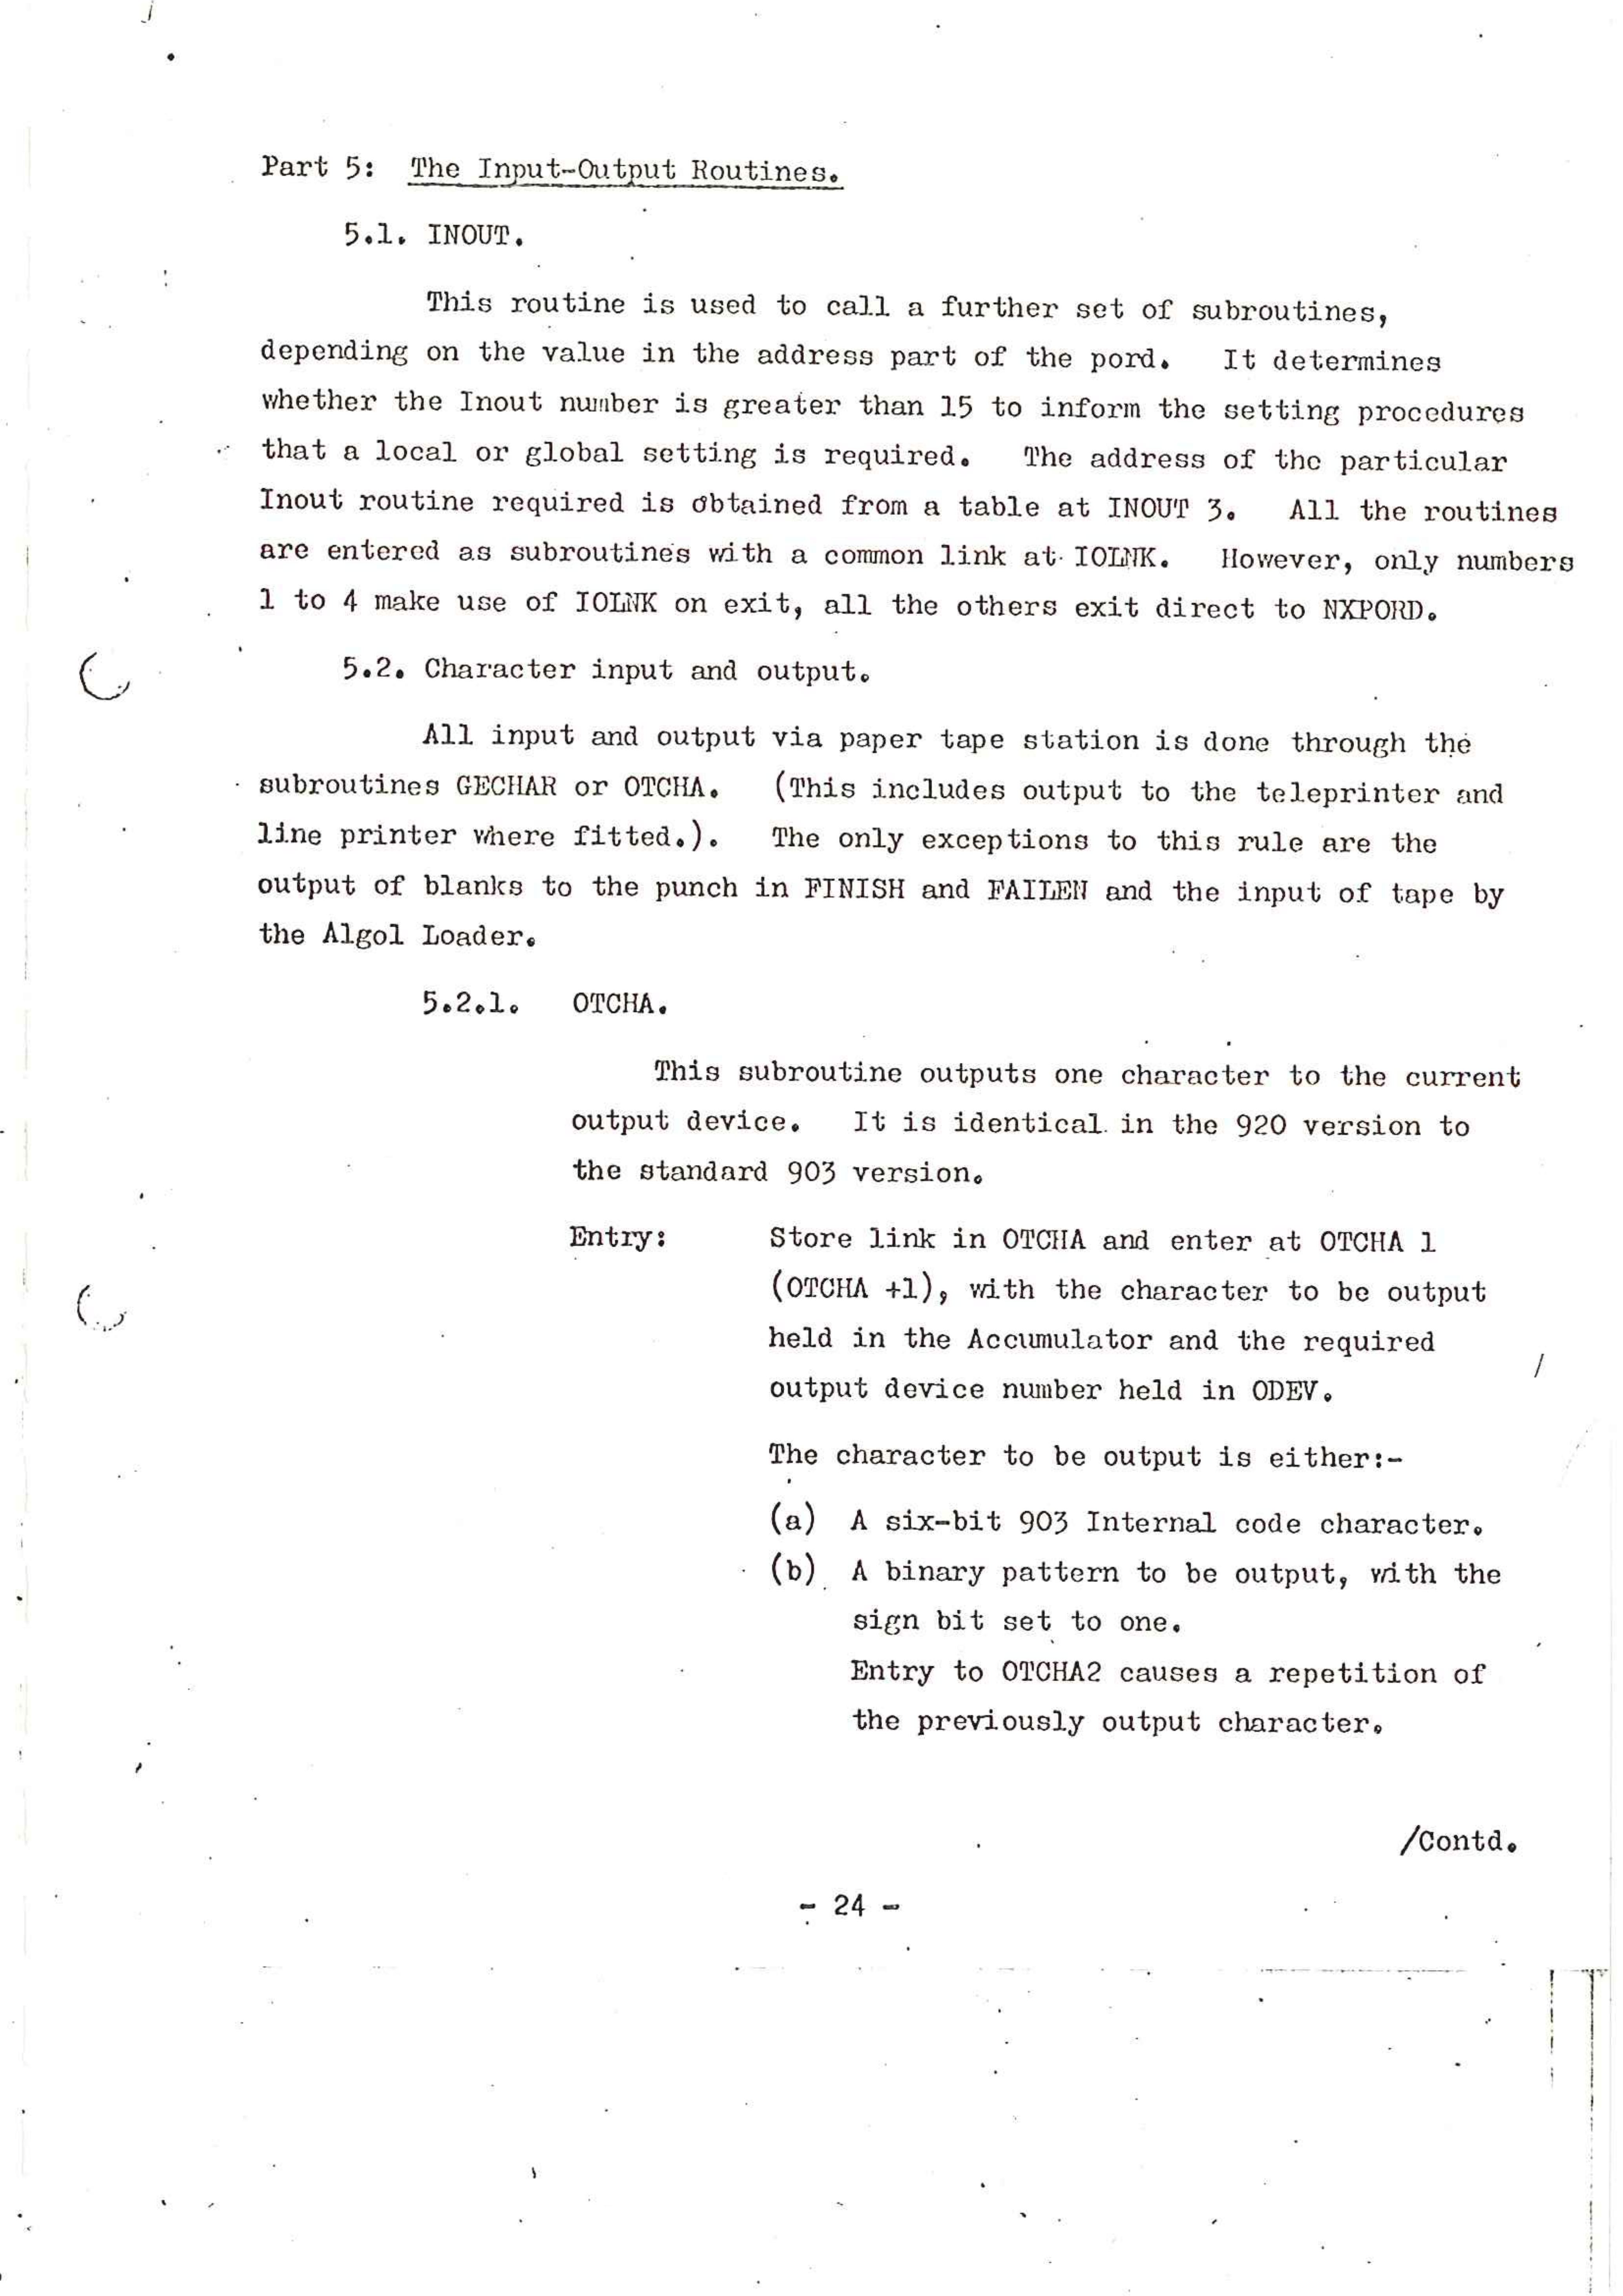 Part 5: The Input-Output Routines.
5.1. INOUT.
This routine is used to call a further set of subroutines,
depending on the value in the address part of the pord. It determines
whether the Inout number is greater than 15 to inform the setting procedures
that a local or global setting is required. The address of the particular
Inout routine required is obtained from a table at INOUT 3. All the routines
are entered as subroutines with a common link at IOLNK. However, only numbers
1 to 4 make use of IOLNK on exit, all the others exit direct to NXPORD.
5.2. Character input and output.
All input and output via paper tape station is done through the
subroutines GECHAR or OTCHA. (This includes output to the teleprinter and
line printer where fitted.). The only exceptions to this rule are the
output of blanks to the punch in FINISH and FAILEN and the input of tape by
the Algol Loader.
5.2.1. OTCHA.
This subroutine outputs one character to the current
output device. It is identical in the 920 version to
the standard 903 version.
Entry: Store link in OTCHA and enter at OTCHA 1
(OTCHA +1), with the character to be output
held in the Accumulator and the required
output device number held in ODEV.
The character to be output is either:-
(a) A six-bit 903 Internal code character.
(b) A binary pattern to be output, with the
sign bit set to one.
Entry to OTCHA2 causes a repetition of
the previously output character.
/Contd.
- 24 -